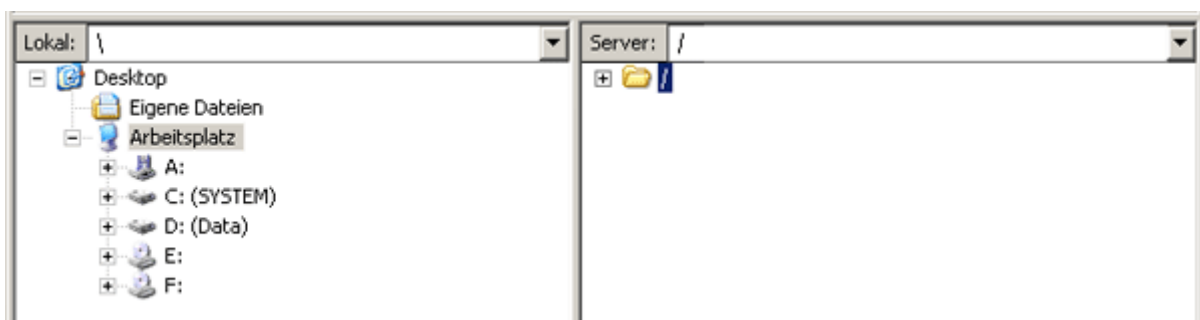 Lokal: \
Desktop
Eigene Dateien
Arbeitsplatz
A:
C: (SYSTEM)
D: (Data)
E:
F:
Server: /
/